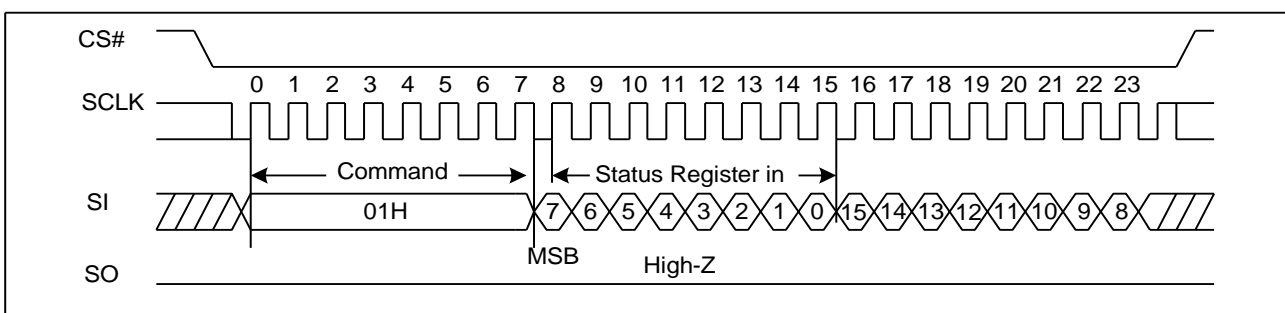 CS#
0 1 2 3 4 5 6 7 8 9 10 11 12 13 14 15 16 17 18 19 20 21 22 23
SCLK
Command Status Register in
SI 01H 7 6 5 4 3 2 1 0 15 14 13 12 11 10 9 8
MSB High-Z
SO